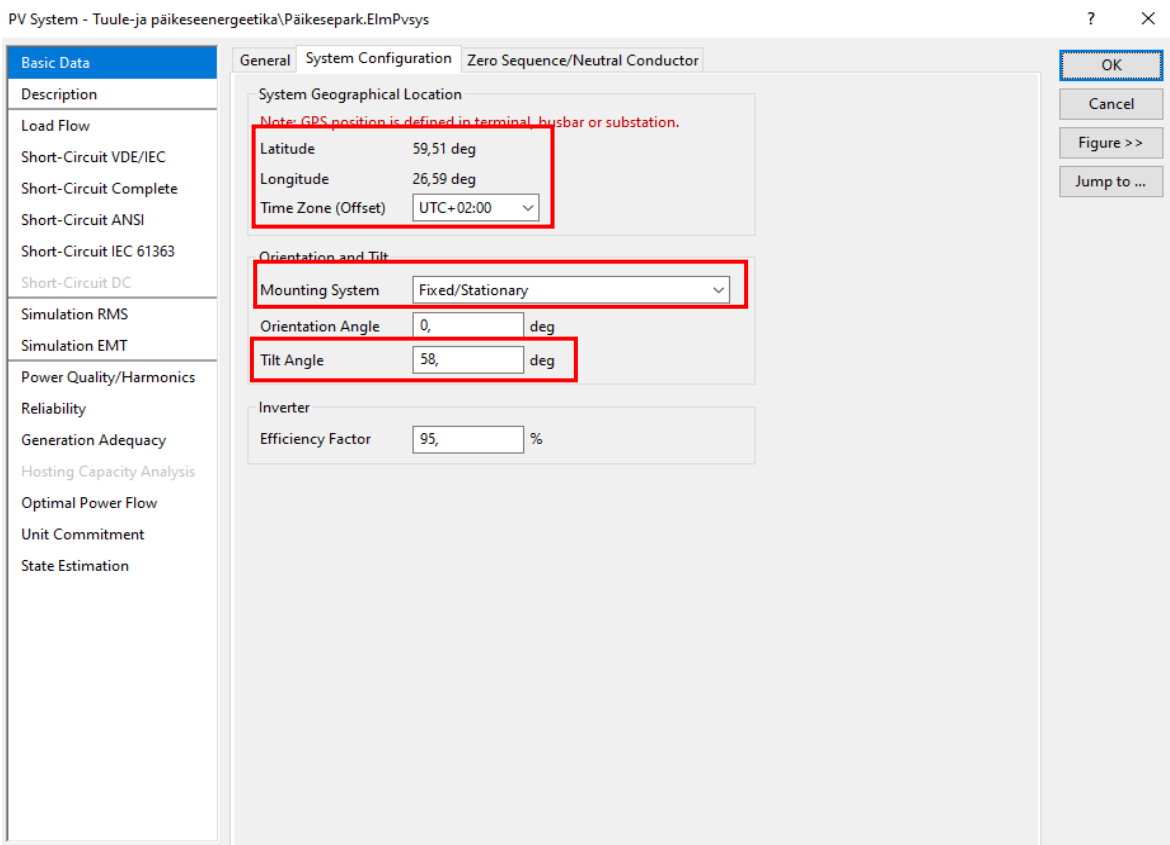 PV System - Tuule-ja päikeseenergeetika\Päikesepark.ElmPvsys ? ×
Basic Data
Description
Load Flow
Short-Circuit VDE/IEC
Short-Circuit Complete
Short-Circuit ANSI
Short-Circuit IEC 61363
Short-Circuit DC
Simulation RMS
Simulation EMT
Power Quality/Harmonics
Reliability
Generation Adequacy
Hosting Capacity Analysis
Optimal Power Flow
Unit Commitment
State Estimation
General System Configuration Zero Sequence/Neutral Conductor
System Geographical Location
Note: GPS position is defined in terminal, busbar or substation.
Latitude 59,51 deg
Longitude 26,59 deg
Time Zone (Offset) UTC+02:00
Orientation and Tilt
Mounting System Fixed/Stationary
Orientation Angle 0, deg
Tilt Angle 58, deg
Inverter
Efficiency Factor 95, %
OK
Cancel
Figure >>
Jump to ...